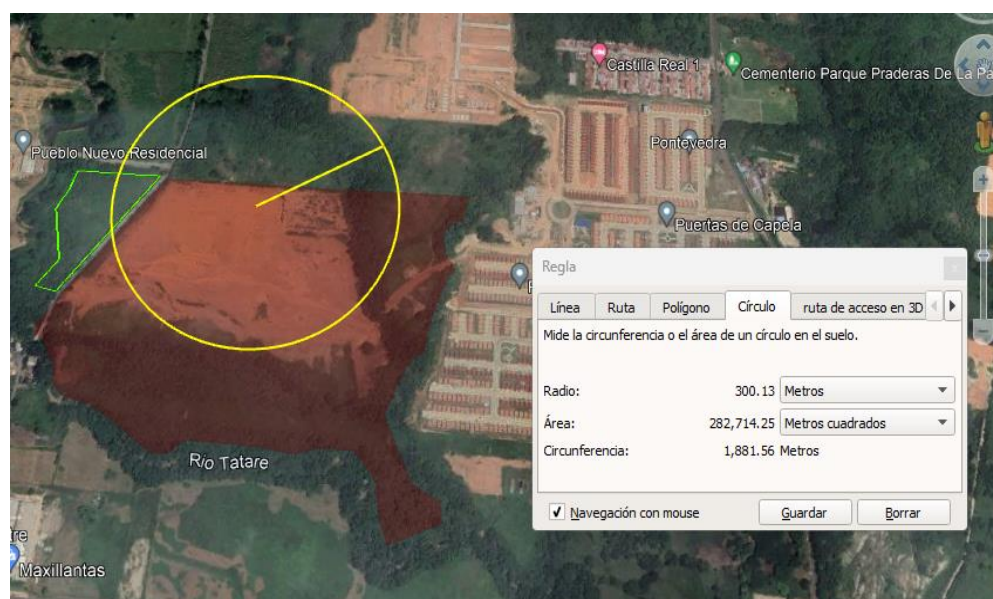 Castilla Real 1
Cementerio Parque Praderas De La Pa
Pueblo Nuevo Residencial
Pontevedra
Puertas de Capela
Regla
Línea
Ruta
Polígono
Círculo
ruta de acceso en 3D
Mide la circunferencia o el área de un círculo en el suelo.
Radio: 300.13 Metros
Área: 282,714.25 Metros cuadrados
Circunferencia: 1,881.56 Metros
Navegación con mouse
Guardar
Borrar
Río Tatare
re
Maxillantas